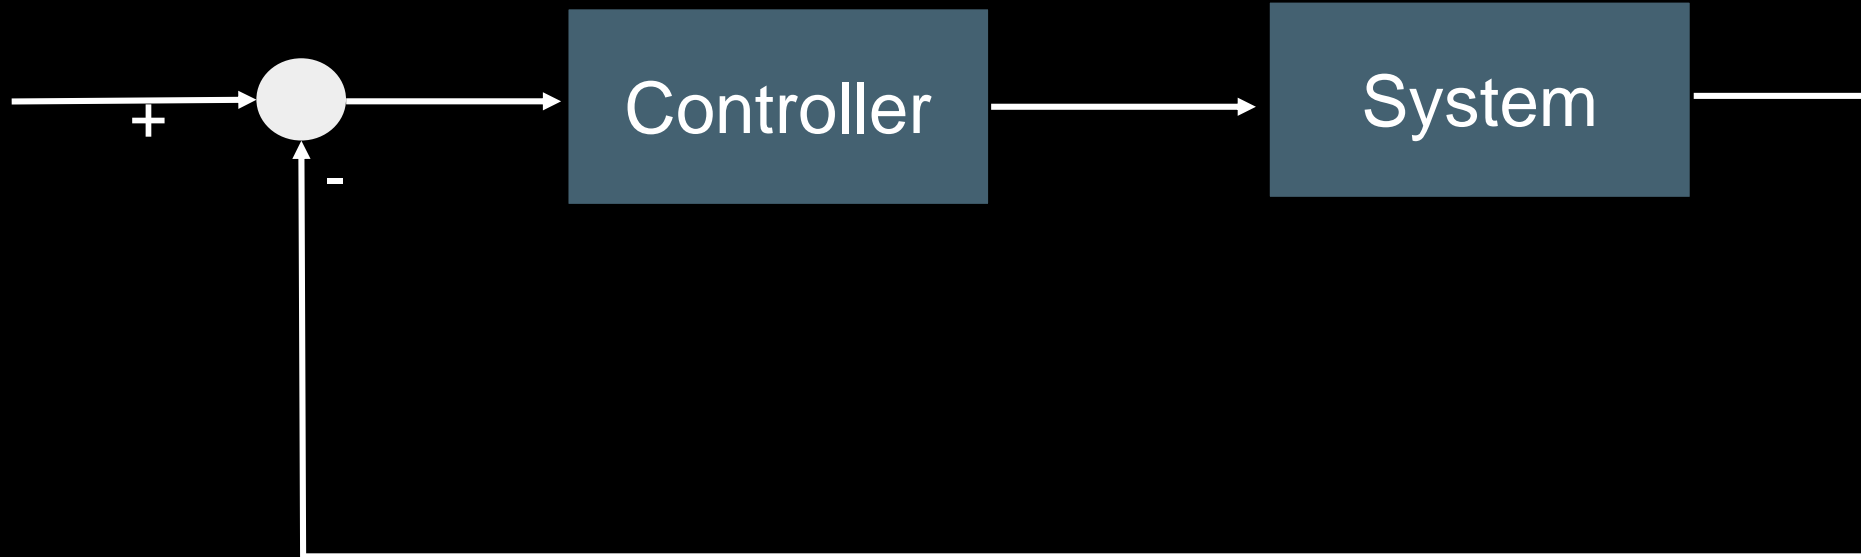 Controller
System
+
-